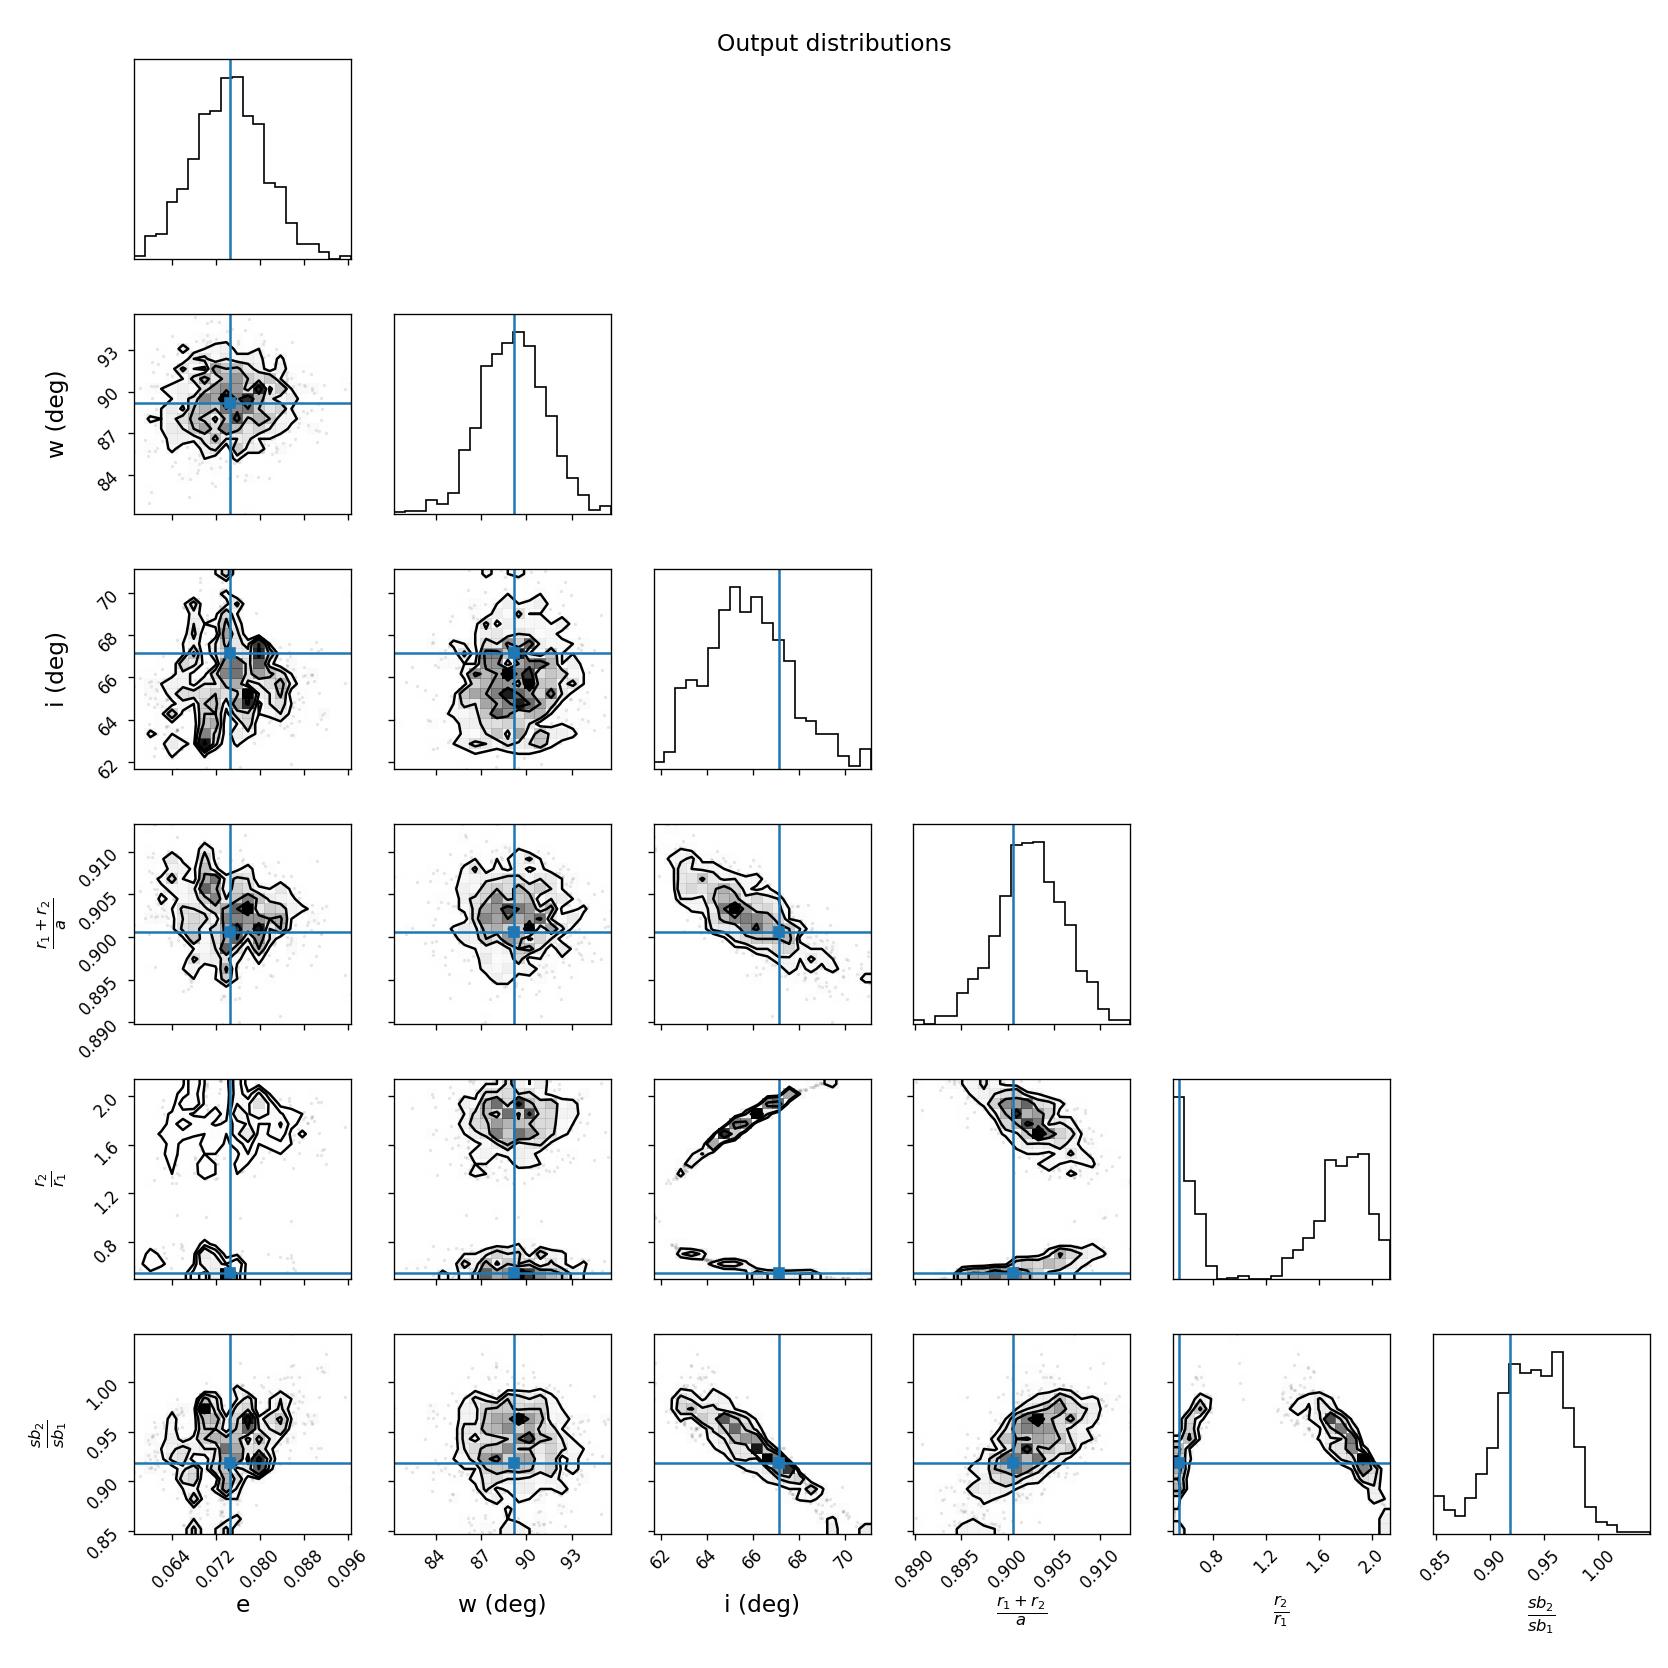 Output distributions
w (deg)
93
90
87
84
i (deg)
70
68
66
64
62
r₁ + r₂
a
0.910
0.905
0.900
0.895
0.890
r₂
r₁
2.0
1.6
1.2
0.8
sb₂
sb₁
1.00
0.95
0.90
0.85
0.064 0.072 0.080 0.088 0.096
84 87 90 93
62 64 66 68 70
0.890 0.895 0.900 0.905 0.910
0.8 1.2 1.6 2.0
0.85 0.90 0.95 1.00
e
w (deg)
i (deg)
r₁ + r₂
a
r₂
r₁
sb₂
sb₁